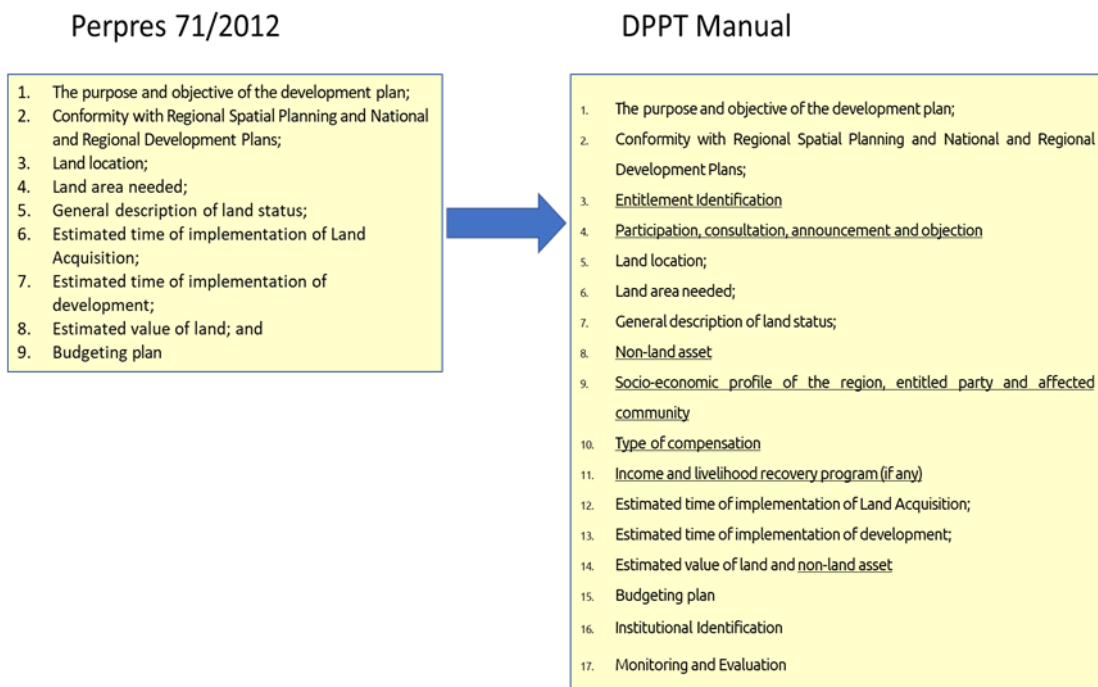 Perpres 71/2012
1. The purpose and objective of the development plan;
2. Conformity with Regional Spatial Planning and National
and Regional Development Plans;
3. Land location;
4. Land area needed;
5. General description of land status;
6. Estimated time of implementation of Land
Acquisition;
7. Estimated time of implementation of
development;
8. Estimated value of land; and
9. Budgeting plan
DPPT Manual
1. The purpose and objective of the development plan;
2. Conformity with Regional Spatial Planning and National and Regional
Development Plans;
3. Entitlement Identification
4. Participation, consultation, announcement and objection
5. Land location;
6. Land area needed;
7. General description of land status;
8. Non-land asset
9. Socio-economic profile of the region, entitled party and affected
community
10. Type of compensation
11. Income and livelihood recovery program (if any)
12. Estimated time of implementation of Land Acquisition;
13. Estimated time of implementation of development;
14. Estimated value of land and non-land asset
15. Budgeting plan
16. Institutional Identification
17. Monitoring and Evaluation